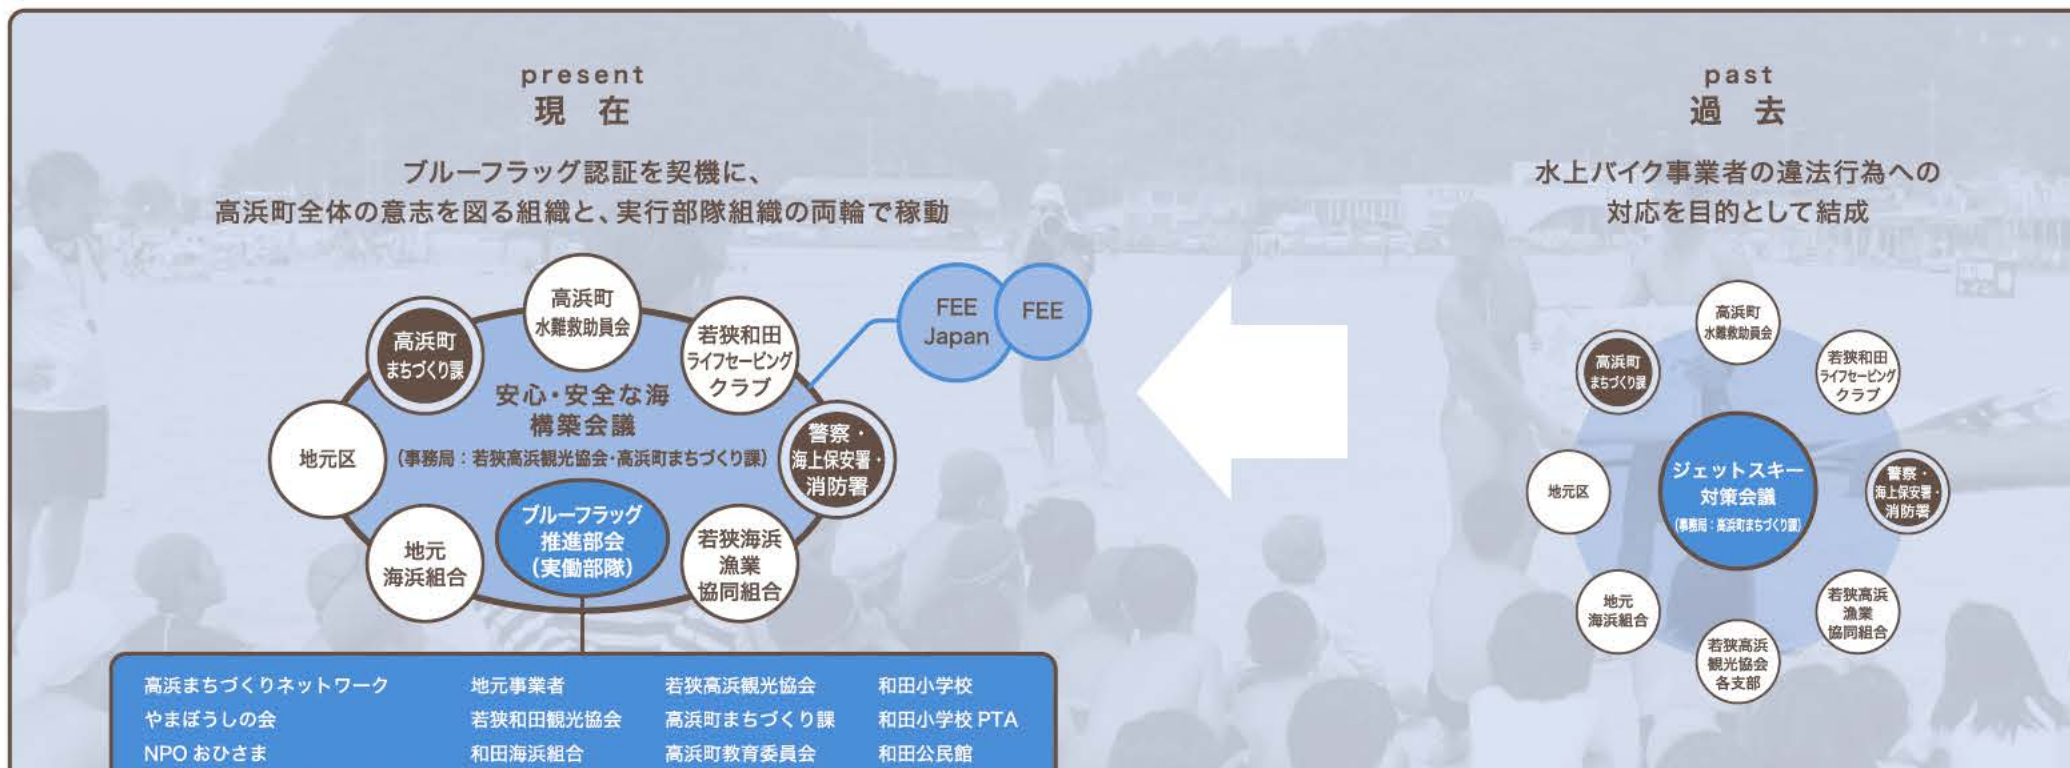 present
現 在
ブルーフラッグ認証を契機に、
高浜町全体の意志を図る組織と、実行部隊組織の両輪で稼動
高浜町
水難救助員会
高浜町
まちづくり課
若狭和田
ライフセービング
クラブ
FEE
Japan
FEE
安心・安全な海
構築会議
(事務局：若狭高浜観光協会・高浜町まちづくり課)
地元区
警察・
海上保安署・
消防署
地元
海浜組合
ブルーフラッグ
推進部会
(実働部隊)
若狭海浜
漁業
協同組合
高浜まちづくりネットワーク
やまぼうしの会
NPO おひさま
地元事業者
若狭和田観光協会
和田海浜組合
若狭高浜観光協会
高浜町まちづくり課
高浜町教育委員会
和田小学校
和田小学校 PTA
和田公民館
past
過 去
水上バイク事業者の違法行為への
対応を目的として結成
高浜町
水難救助員会
高浜町
まちづくり課
若狭和田
ライフセービング
クラブ
地元区
ジェットスキー
対策会議
(事務局：高浜町まちづくり課)
警察・
海上保安署・
消防署
地元
海浜組合
若狭高浜
漁業
協同組合
若狭高浜
観光協会
各支部